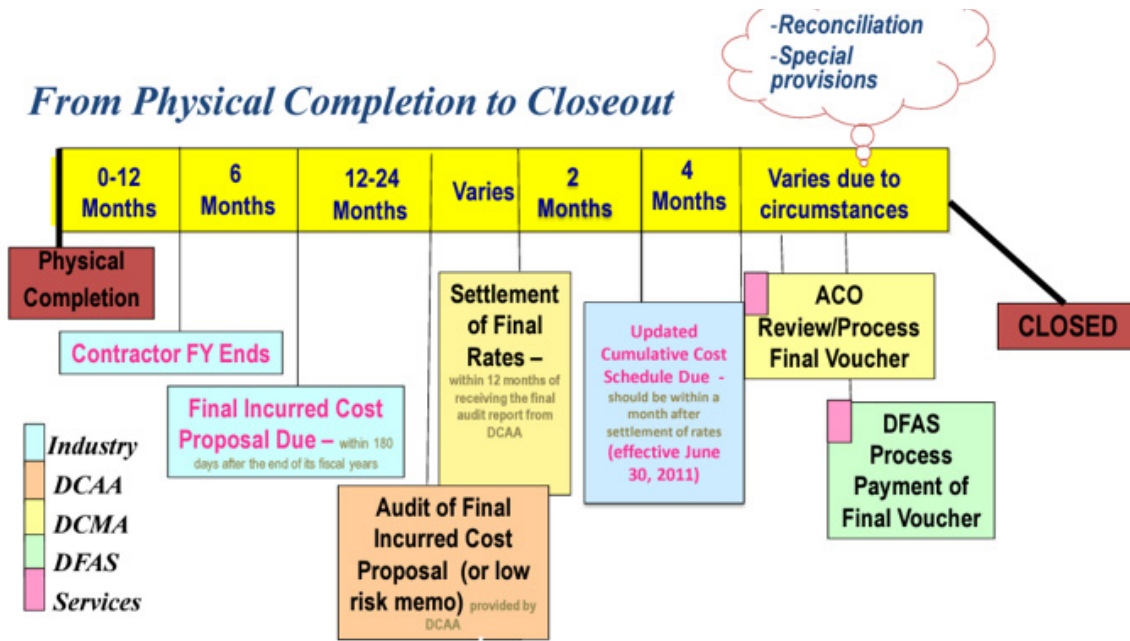 -Reconciliation
-Special
provisions
From Physical Completion to Closeout
0-12
Months
6
Months
12-24
Months
Varies
2
Months
4
Months
Varies due to
circumstances
Physical
Completion
Contractor FY Ends
Final Incurred Cost
Proposal Due – within 180
days after the end of its fiscal years
Audit of Final
Incurred Cost
Proposal (or low
risk memo) provided by
DCAA
Settlement
of Final
Rates –
within 12 months of
receiving the final
audit report from
DCAA
Updated
Cumulative Cost
Schedule Due -
should be within a
month after
settlement of rates
(effective June
30, 2011)
ACO
Review/Process
Final Voucher
DFAS
Process
Payment of
Final Voucher
CLOSED
Industry
DCAA
DCMA
DFAS
Services